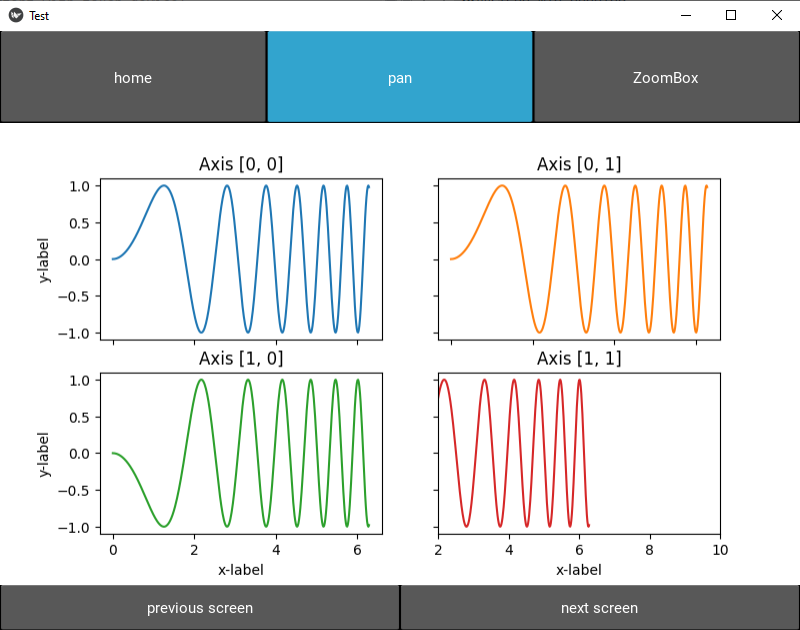 Test
home pan ZoomBox
Axis [0, 0] Axis [0, 1]
1.0
0.5
0.0
−0.5
−1.0
y-label
Axis [1, 0] Axis [1, 1]
1.0
0.5
0.0
−0.5
−1.0
y-label
0 2 4 6 2 4 6 8 10
x-label x-label
previous screen next screen